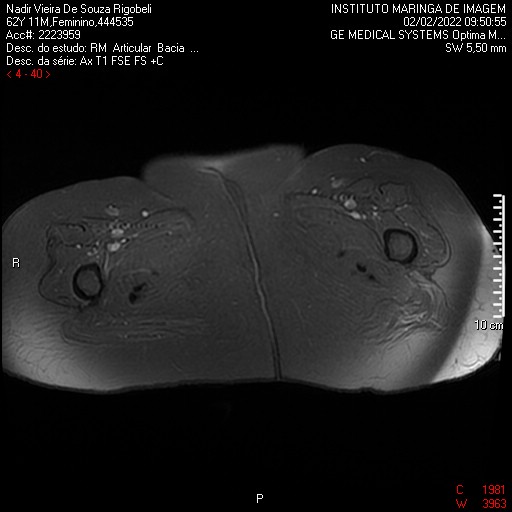 Nadir Vieira De Souza Rigobeli
62Y 11M,Feminino,444535
Acc#: 2223959
Desc. do estudo: RM Articular Bacia ...
Desc. da série: Ax T1 FSE FS +C
< 4 - 40 >
INSTITUTO MARINGA DE IMAGEM
02/02/2022 09:50:55
GE MEDICAL SYSTEMS Optima M...
SW 5,50 mm
R
10 cm
P
C 1981
W 3963